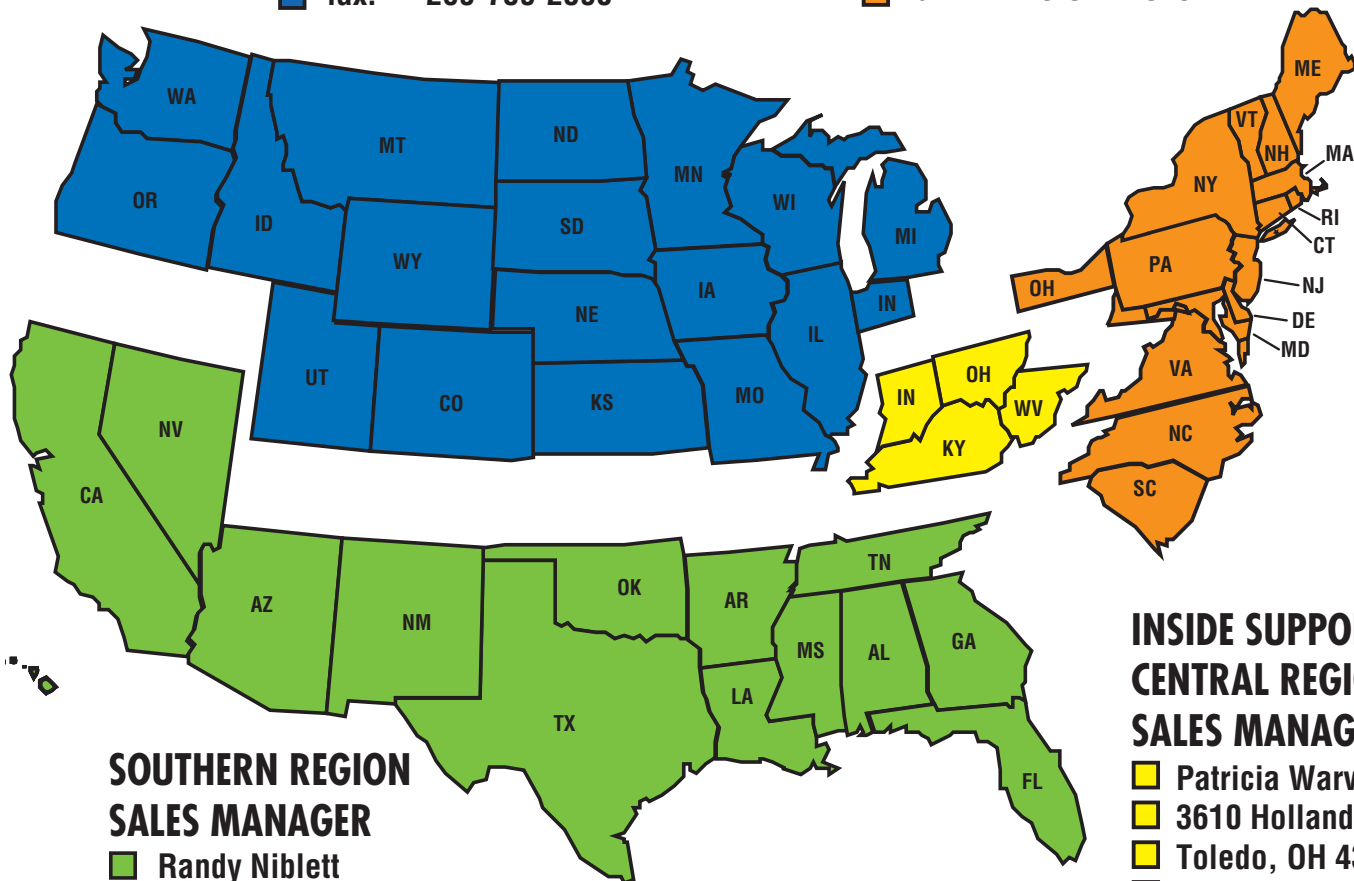 WA
MT
ND
MN
OR
ID
WY
SD
WI
MI
NE
IA
IL
IN
UT
CO
KS
MO
ME
VT
NH
MA
NY
RI
CT
PA
OH
NJ
DE
MD
VA
NC
SC
IN
OH
WV
KY
NV
CA
AZ
NM
OK
AR
TN
TX
LA
MS
AL
GA
FL
SOUTHERN REGION
SALES MANAGER
Randy Niblett
INSIDE SUPPO
CENTRAL REGI
SALES MANAG
Patricia Warv
3610 Holland
Toledo, OH 43